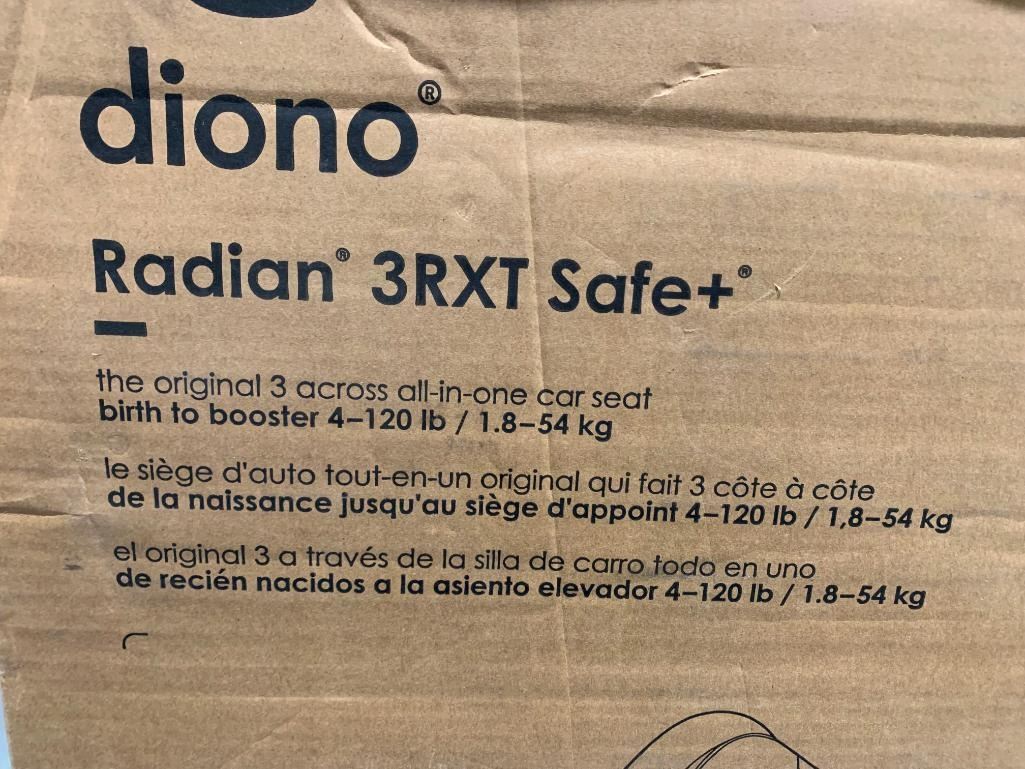 diono®
Radian® 3RXT Safe+®
the original 3 across all-in-one car seat
birth to booster 4–120 lb / 1.8–54 kg
le siège d'auto tout-en-un original qui fait 3 côte à côte
de la naissance jusqu'au siège d'appoint 4–120 lb / 1,8–54 kg
el original 3 a través de la silla de carro todo en uno
de recién nacidos a la asiento elevador 4–120 lb / 1.8–54 kg